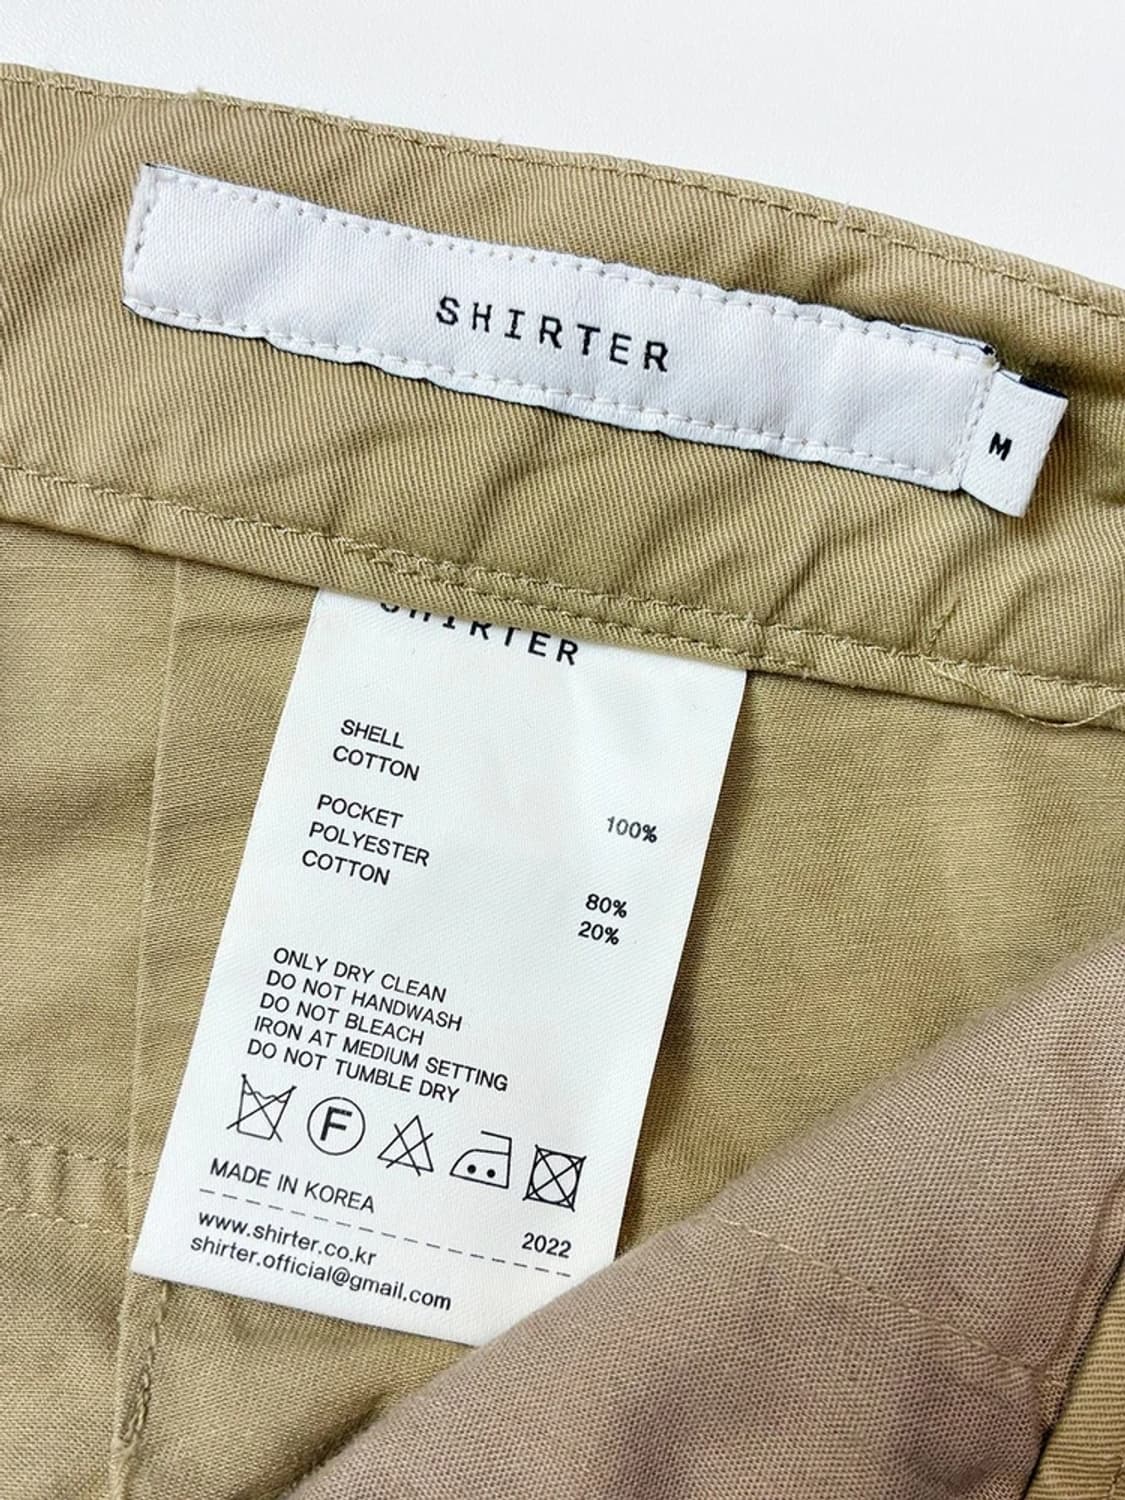 SHIRTER
M
SHIRTER
SHELL
COTTON 100%
POCKET
POLYESTER 80%
COTTON 20%
ONLY DRY CLEAN
DO NOT HANDWASH
DO NOT BLEACH
IRON AT MEDIUM SETTING
DO NOT TUMBLE DRY
F
MADE IN KOREA 2022
www.shirter.co.kr
shirter.official@gmail.com